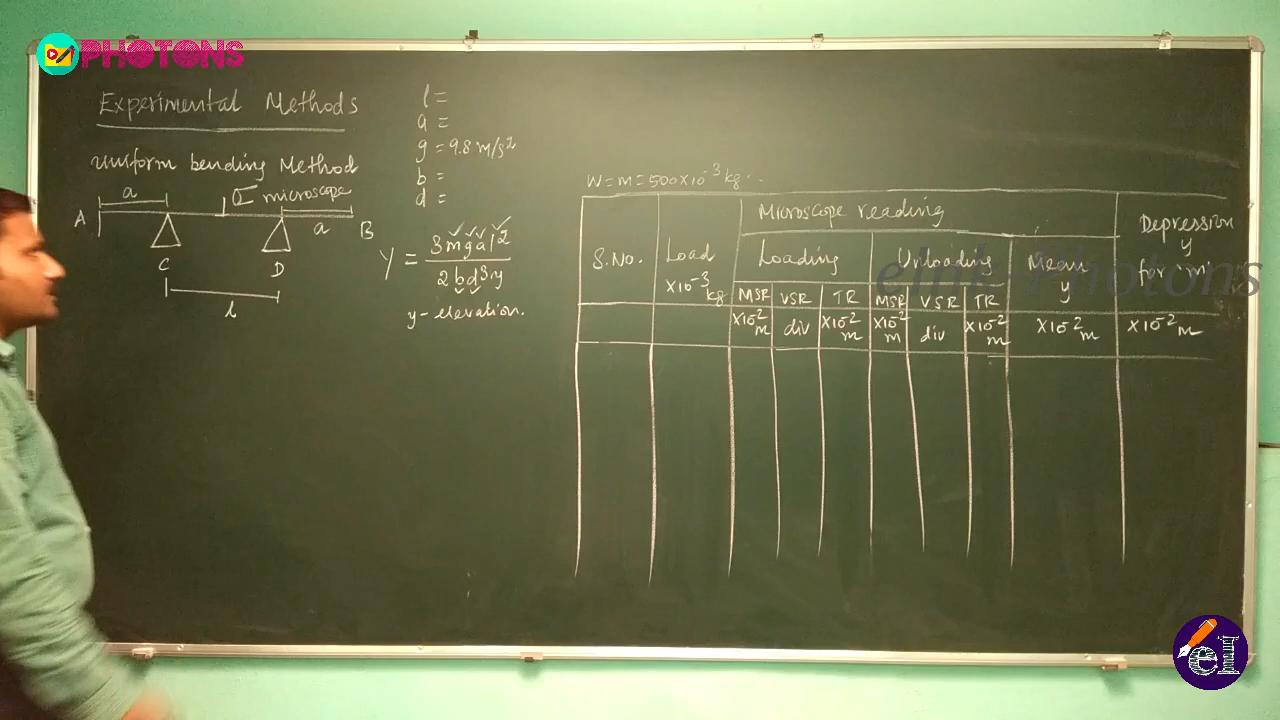 PHOTONS
Experimental Methods
Uniform bending Method
a
microscope
A
a
B
C
D
l
l =
a =
g = 9.8 m/s²
b =
d =
Y = 3mgal² / 2bd³y
y - elevation.
W = m = 500 × 10⁻³ kg..
Microscope reading
Depression
y
for 'm'
S.No.
Load
×10⁻³ kg
Loading
Unloading
Mean
y
MSR VSR TR MSR VSR TR
×10⁻² m div ×10⁻² m ×10⁻² m div ×10⁻² m ×10⁻² m ×10⁻² m
eInk-Photons
eI